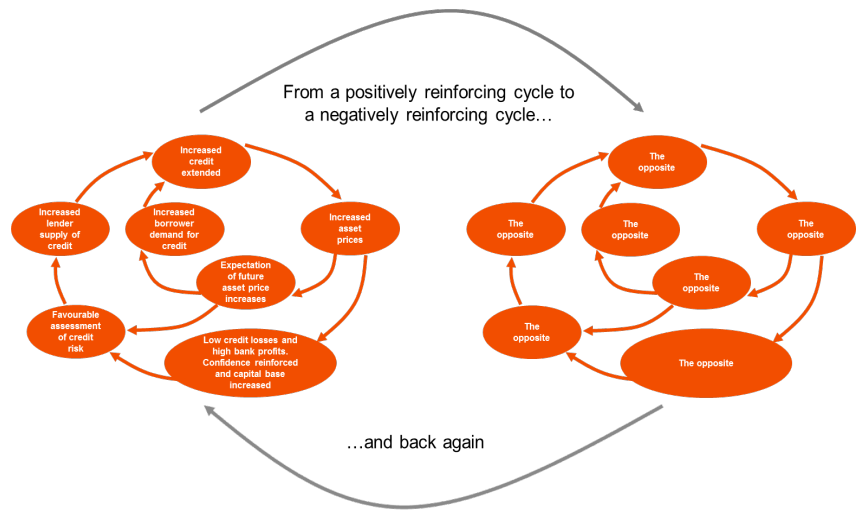 From a positively reinforcing cycle to
a negatively reinforcing cycle…
Increased
credit
extended
Increased
lender
supply of
credit
Increased
borrower
demand for
credit
Increased
asset
prices
Expectation
of future
asset price
increases
Favourable
assessment
of credit
risk
Low credit losses and
high bank profits.
Confidence reinforced
and capital base
increased
The
opposite
The
opposite
The
opposite
The
opposite
The
opposite
The
opposite
The opposite
…and back again